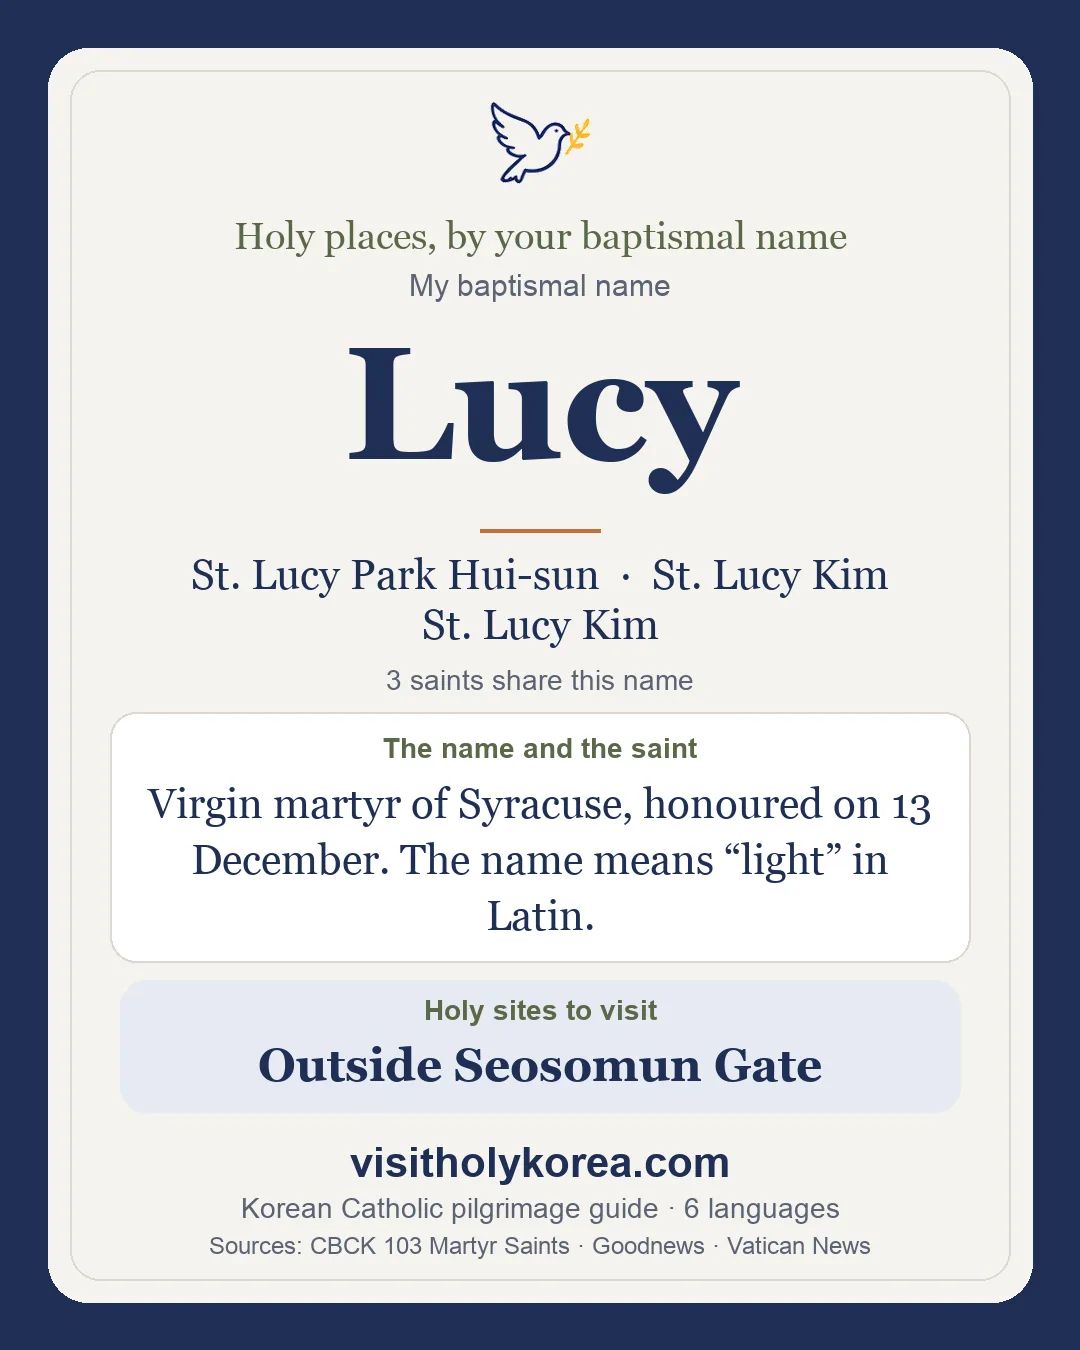 Holy places, by your baptismal name
My baptismal name
Lucy
St. Lucy Park Hui-sun · St. Lucy Kim
St. Lucy Kim
3 saints share this name
The name and the saint
Virgin martyr of Syracuse, honoured on 13
December. The name means “light” in
Latin.
Holy sites to visit
Outside Seosomun Gate
visitholykorea.com
Korean Catholic pilgrimage guide · 6 languages
Sources: CBCK 103 Martyr Saints · Goodnews · Vatican News